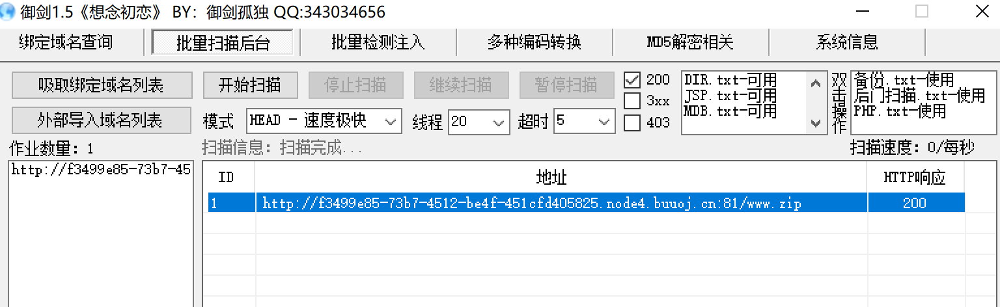 御剑1.5《想念初恋》 BY：御剑孤独 QQ:343034656
绑定域名查询 批量扫描后台 批量检测注入 多种编码转换 MD5解密相关 系统信息
吸取绑定域名列表 开始扫描 停止扫描 继续扫描 暂停扫描
外部导入域名列表 模式 HEAD - 速度极快 线程 20 超时 5
200
3xx
403
DIR.txt-可用
JSP.txt-可用
MDB.txt-可用
双击操作
备份.txt-使用
后门扫描.txt-使用
PHP.txt-使用
作业数量：1 扫描信息：扫描完成... 扫描速度：0/每秒
http://f3499e85-73b7-45
ID 地址 HTTP响应
1 http://f3499e85-73b7-4512-be4f-451cfd405825.node4.buuoj.cn:81/www.zip 200